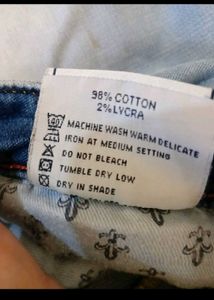 98% COTTON
2% LYCRA
MACHINE WASH WARM DELICATE
IRON AT MEDIUM SETTING
DO NOT BLEACH
TUMBLE DRY LOW
DRY IN SHADE